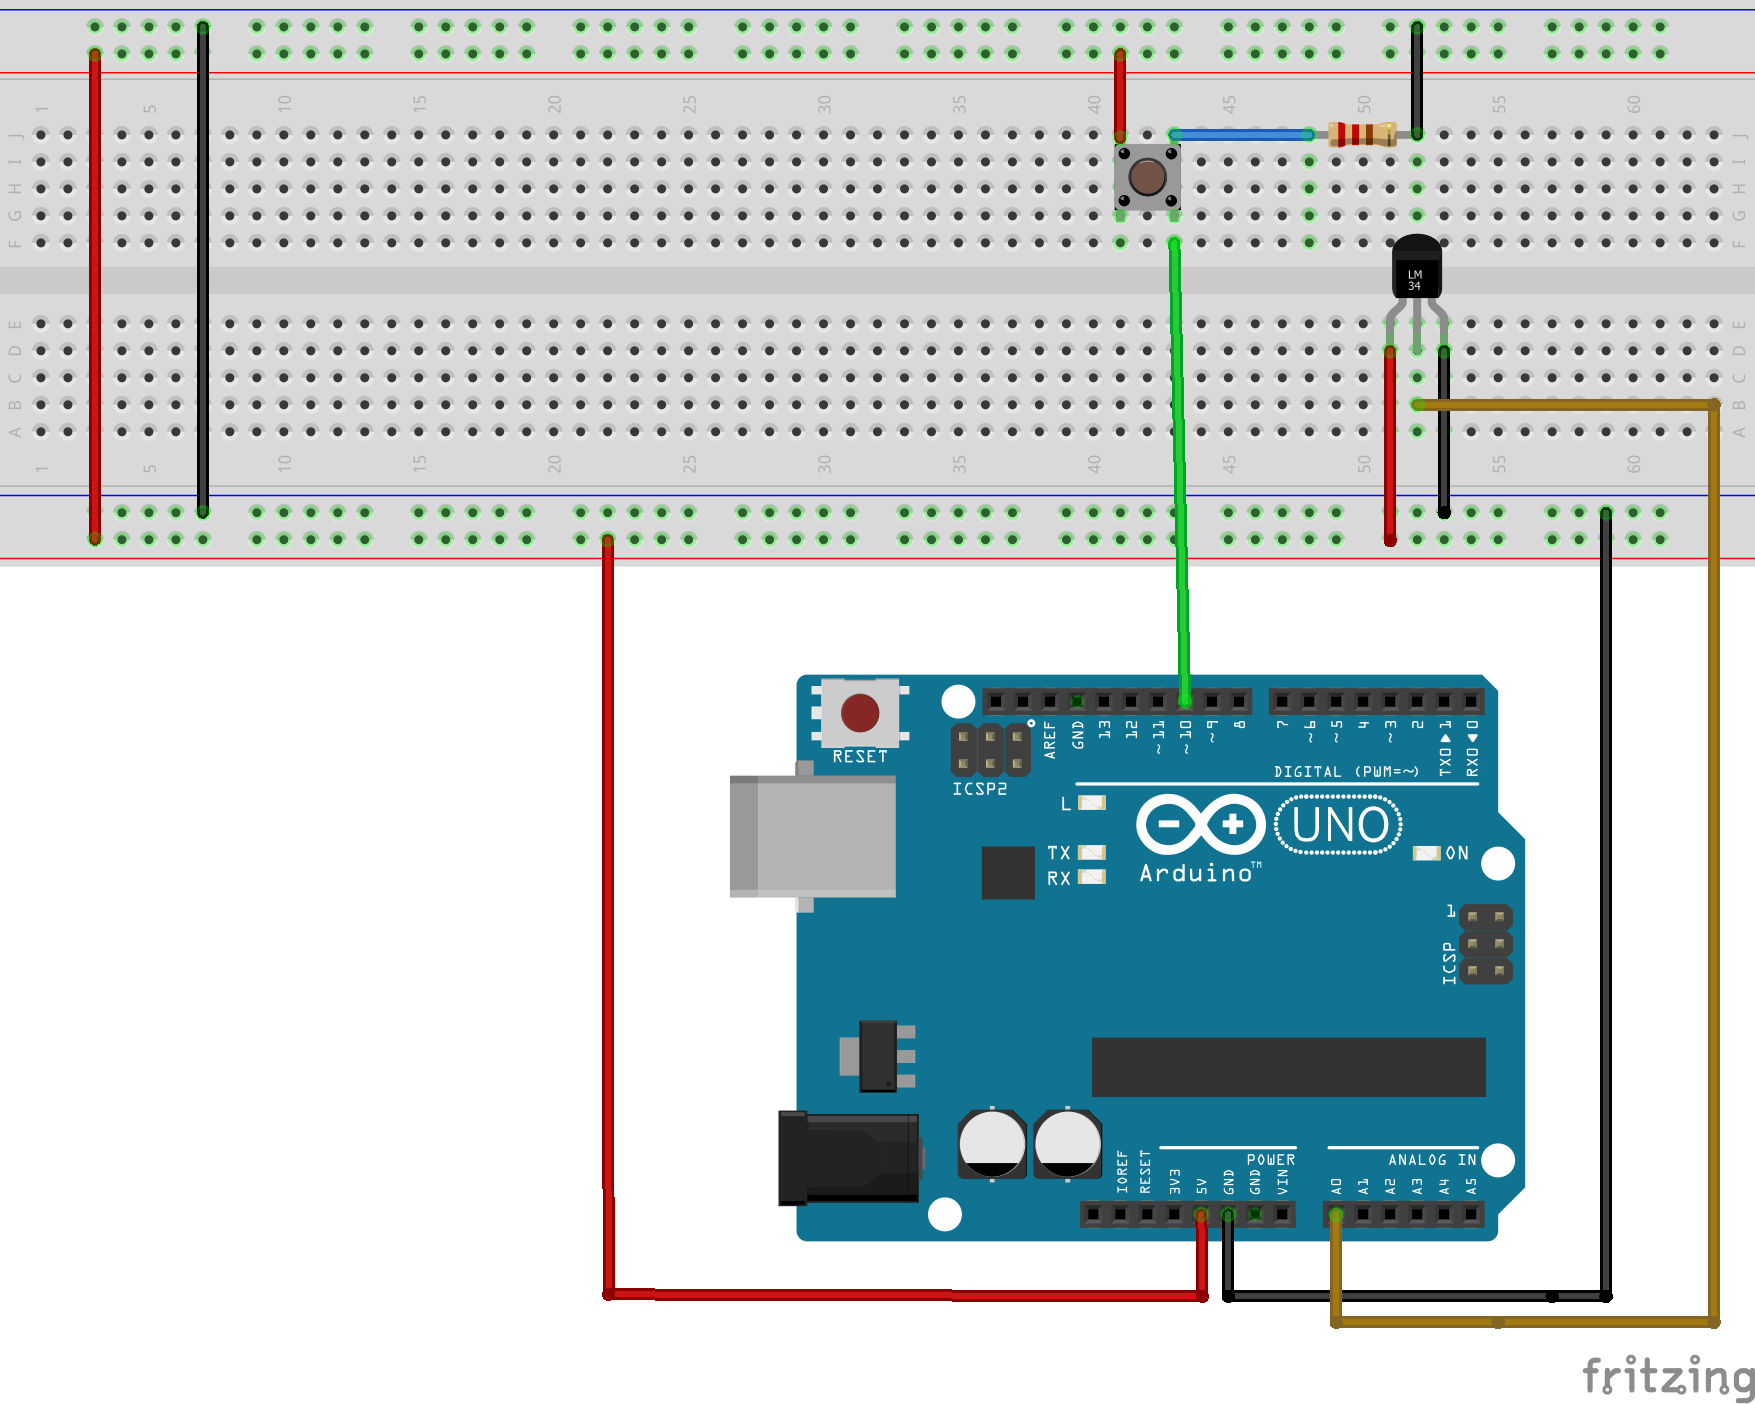 1 5 10 15 20 25 30 35 40 45 50 55 60
J J
I I
H H
G G
F F
LM
34
E E
D D
C C
B B
A A
1 5 10 15 20 25 30 35 40 45 50 55 60
RESET
ICSP2
AREF
GND
13
12
~11
~10
~9
8
7
~6
~5
4
~3
2
TX0▶1
RX0◀0
DIGITAL (PWM=~)
L
TX
RX
Arduino™
UNO
ON
1
ICSP
POWER
ANALOG IN
IOREF
RESET
3V3
5V
GND
GND
VIN
A0
A1
A2
A3
A4
A5
fritzing